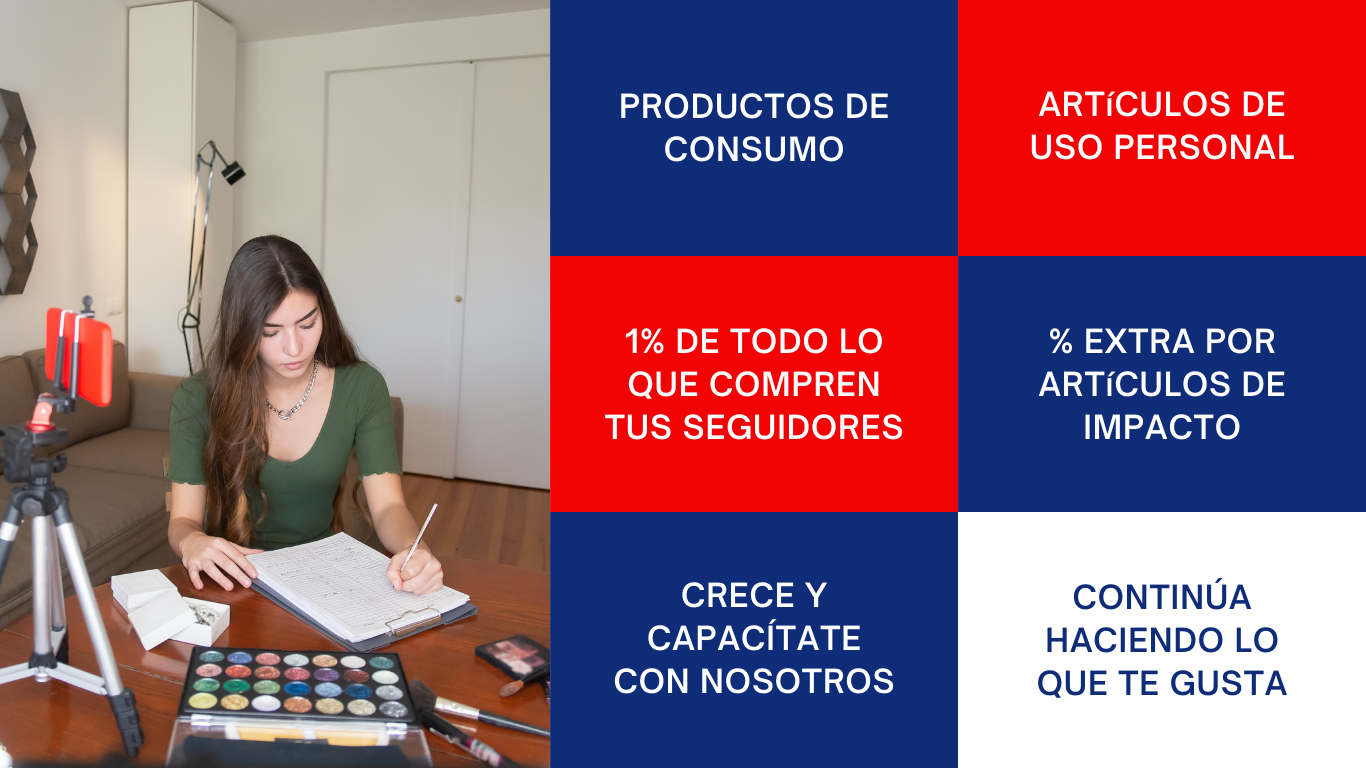 PRODUCTOS DE
CONSUMO
ARTíCULOS DE
USO PERSONAL
1% DE TODO LO
QUE COMPREN
TUS SEGUIDORES
% EXTRA POR
ARTíCULOS DE
IMPACTO
CRECE Y
CAPACÍTATE
CON NOSOTROS
CONTINÚA
HACIENDO LO
QUE TE GUSTA